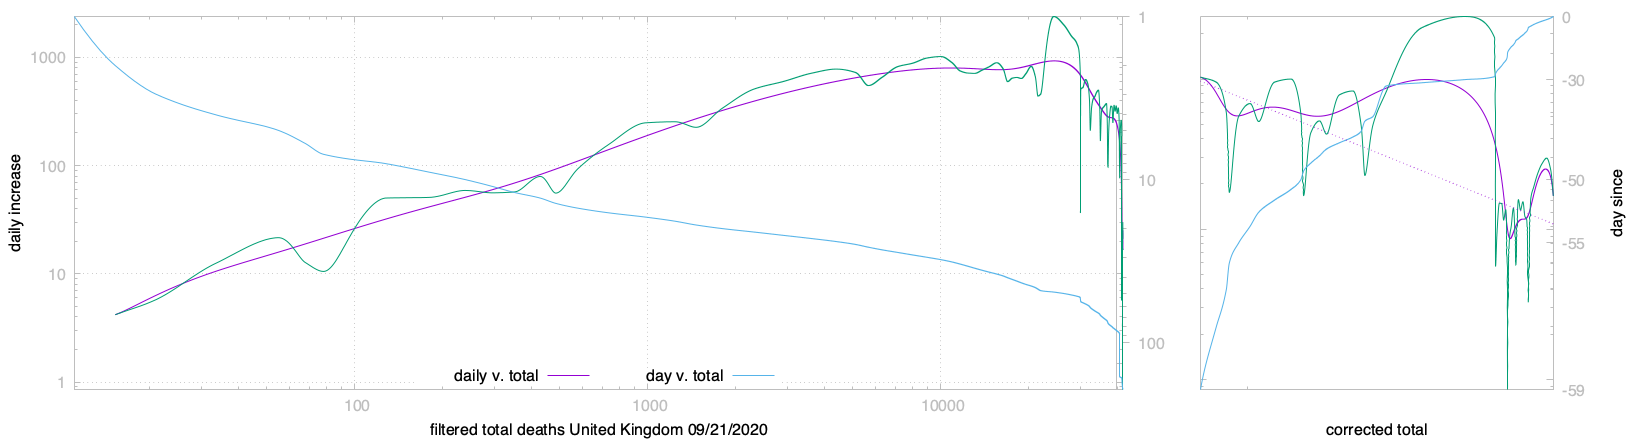 1000
100
10
1
daily increase
daily v. total
day v. total
100
1000
10000
filtered total deaths United Kingdom 09/21/2020
1
10
100
0
-30
-50
-55
-59
day since
corrected total